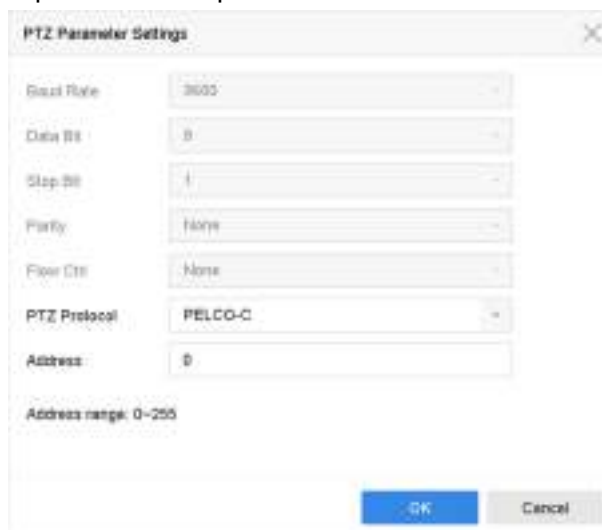 PTZ Parameter Settings
Baud Rate
Data Bit 8
Stop Bit 1
Parity None
Flow Ctrl None
PTZ Protocol PELCO-C
Address 0
Address range: 0~255
OK Cancel